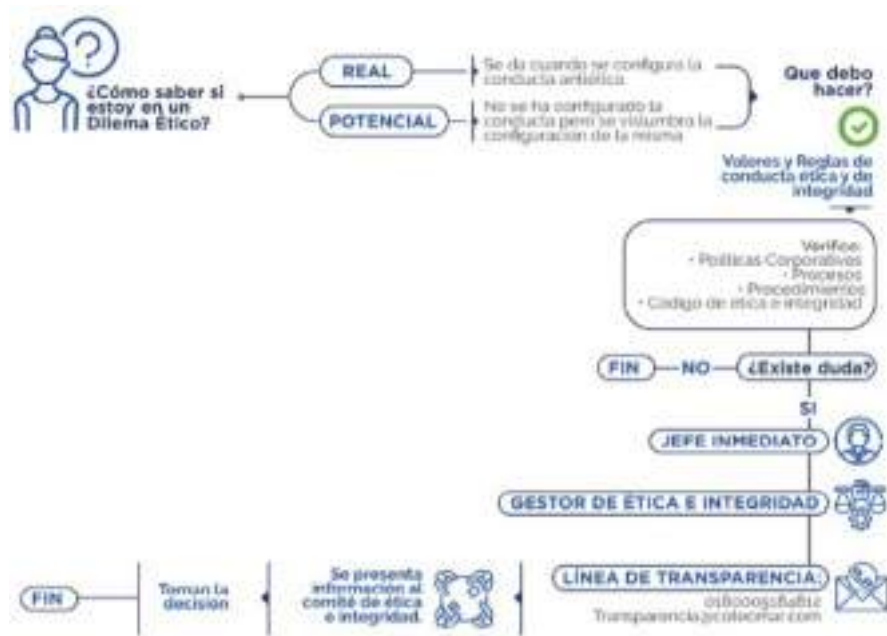 ¿Cómo saber si
estoy en un
Dilema Ético?
REAL
Se da cuando se configura la
conducta antiética
POTENCIAL
No se ha configurado la
conducta pero se vislumbra la
configuración de la misma
Que debo
hacer?
Valores y Reglas de
conducta ética y de
integridad
Verifico:
• Políticas Corporativas
• Procesos
• Procedimientos
• Código de ética e integridad
¿Existe duda?
NO
FIN
SI
JEFE INMEDIATO
GESTOR DE ÉTICA E INTEGRIDAD
LÍNEA DE TRANSPARENCIA:
Se presenta
información al
comité de ética
e integridad.
Toman la
decisión
FIN